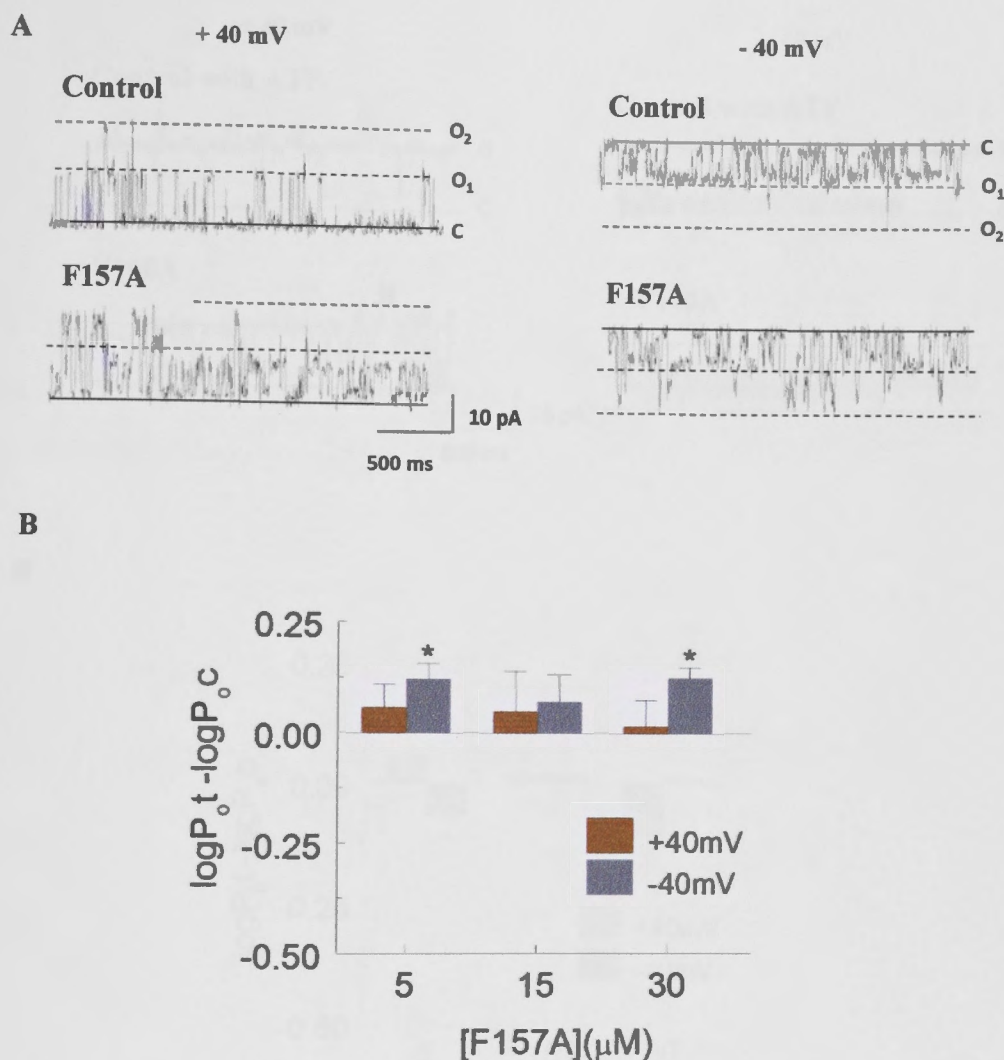 A
+ 40 mV
- 40 mV
Control
O2
O1
C
Control
C
O1
O2
F157A
10 pA
500 ms
F157A
B
0.25
0.00
-0.25
-0.50
logPot -logPoc
*
*
+40mV
-40mV
5 15 30
[F157A](μM)